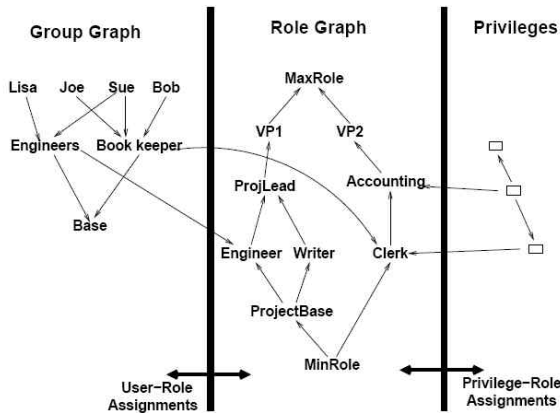 Group Graph
Role Graph
Privileges
Lisa
Joe
Sue
Bob
MaxRole
Engineers
Book keeper
VP1
VP2
ProjLead
Accounting
Base
Engineer
Writer
Clerk
ProjectBase
MinRole
User-Role
Assignments
Privilege-Role
Assignments